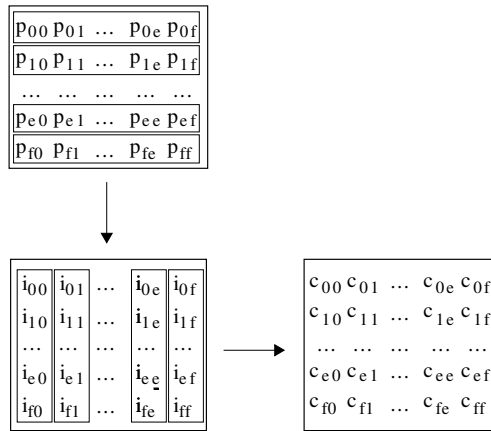 p00 p01 … p0e p0f
p10 p11 … p1e p1f
… … … … …
pe0 pe1 … pee pef
pf0 pf1 … pfe pff
i00 i01 … i0e i0f
i10 i11 … i1e i1f
… … … … …
ie0 ie1 … iee ief
if0 if1 … ife iff
c00 c01 … c0e c0f
c10 c11 … c1e c1f
… … … … …
ce0 ce1 … cee cef
cf0 cf1 … cfe cff